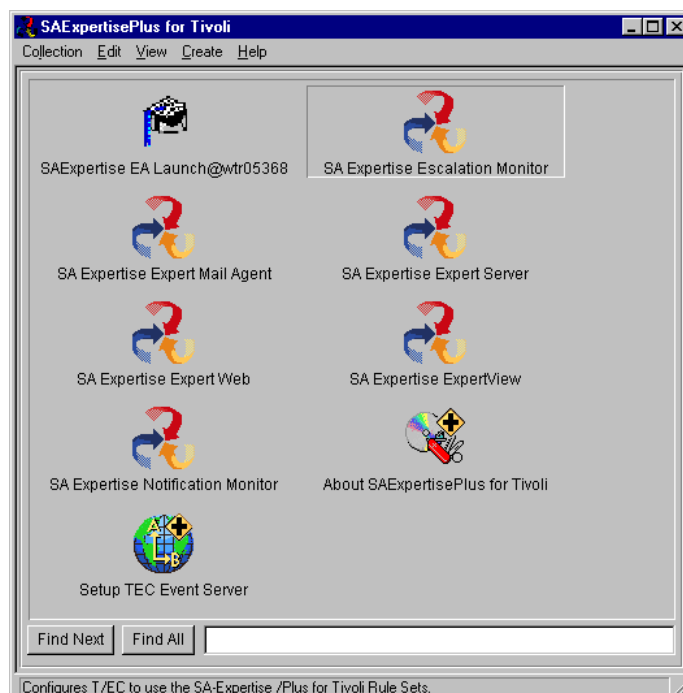 SAExpertisePlus for Tivoli
Collection Edit View Create Help
SAExpertise EA Launch@wtr05368
SA Expertise Escalation Monitor
SA Expertise Expert Mail Agent
SA Expertise Expert Server
SA Expertise Expert Web
SA Expertise ExpertView
SA Expertise Notification Monitor
About SAExpertisePlus for Tivoli
A
B
Setup TEC Event Server
Find Next
Find All
Configures T/EC to use the SA-Expertise /Plus for Tivoli Rule Sets.